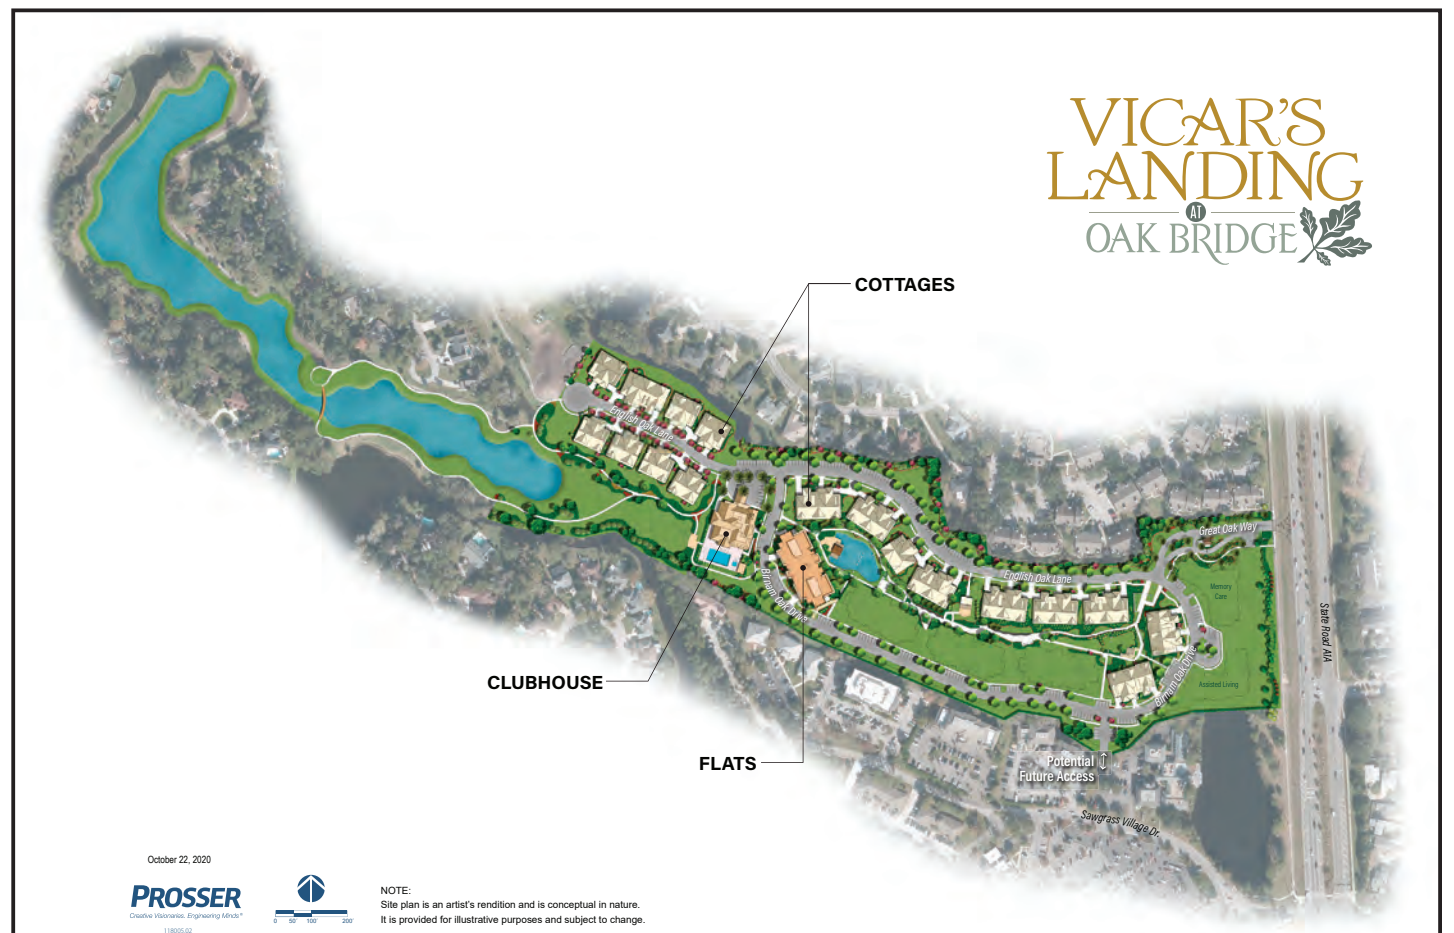 VICAR'S
LANDING
AT
OAK BRIDGE
COTTAGES
English Oak Lane
Great Oak Way
English Oak Lane
Memory
Care
Birnam Oak Drive
State Road A1A
Birnam Oak Drive
Assisted Living
CLUBHOUSE
FLATS
Potential
Future Access
Sawgrass Village Dr.
October 22, 2020
PROSSER
Creative Visionaries. Engineering Minds.®
118005.02
0 50' 100' 200'
NOTE:
Site plan is an artist's rendition and is conceptual in nature.
It is provided for illustrative purposes and subject to change.